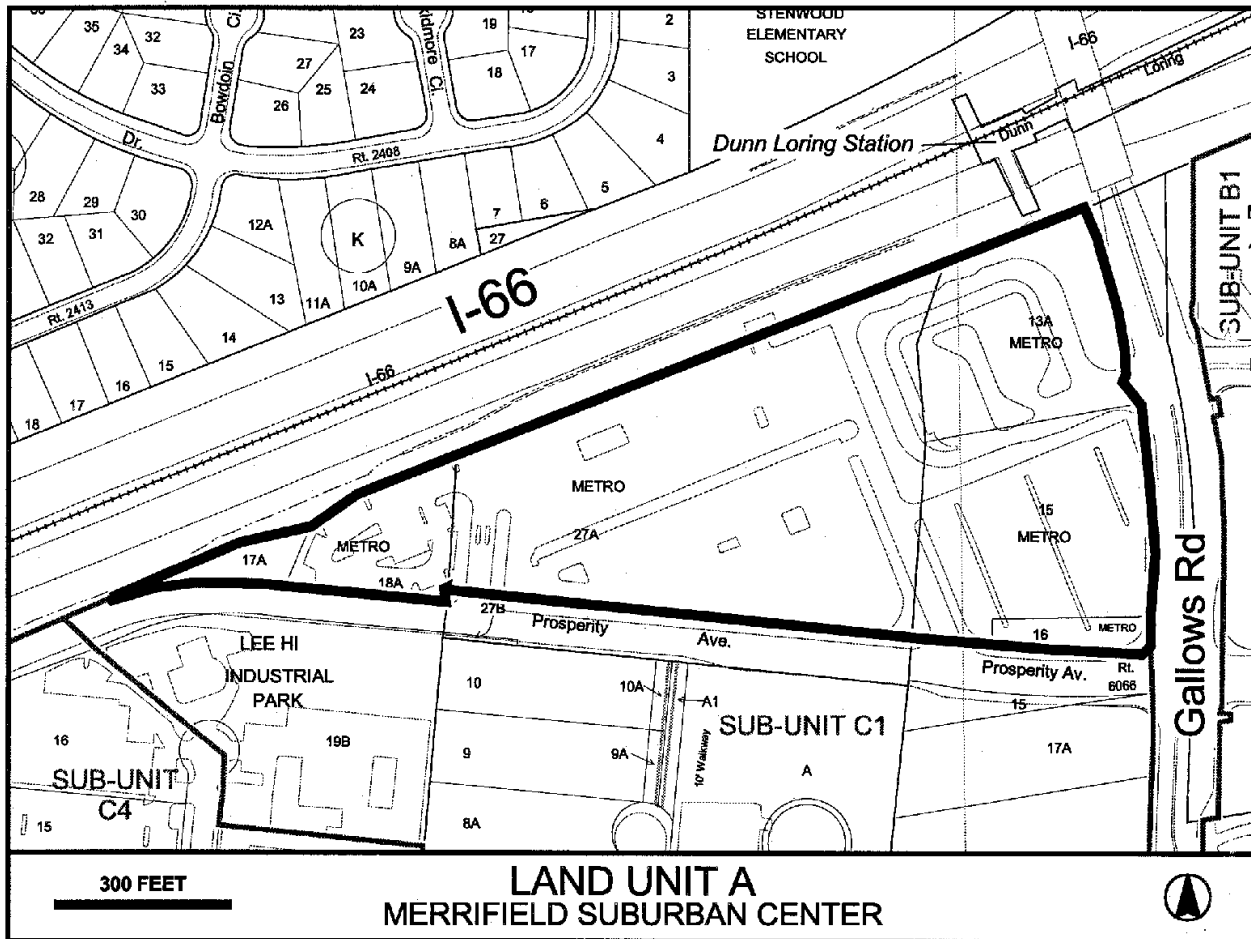 35
32
Ci.
23
Ridmore
19
2
STENWOOD
ELEMENTARY
SCHOOL
I-66
34
33
Bowdoin
27
25
24
26
Ci.
18
17
3
Loring
Dunn
Dr.
Rt. 2408
4
Dunn Loring Station
28
29
30
5
SUB-UNIT B1
32
31
12A
K
7
6
8A
27
9A
10A
11A
13
I-66
Rt. 2413
14
15
16
17
18
I-66
13A
METRO
METRO
27A
15
METRO
METRO
17A
18A
27B
Prosperity
Ave.
16
METRO
Prosperity Av.
Rt.
6066
Gallows Rd
LEE HI
INDUSTRIAL
PARK
10
10A
A1
15
SUB-UNIT C1
16
19B
9
9A
10' Walkway
A
17A
SUB-UNIT
C4
15
8A
300 FEET
LAND UNIT A
MERRIFIELD SUBURBAN CENTER